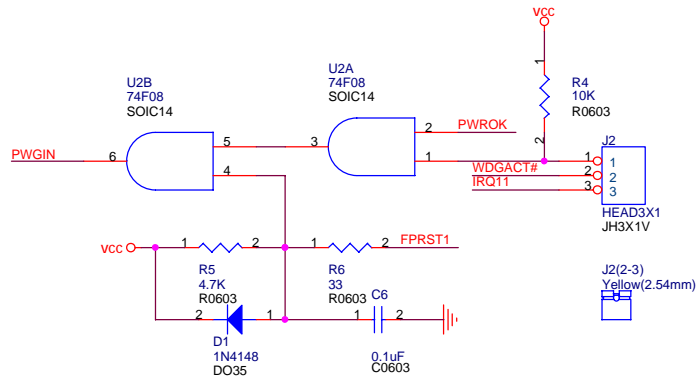 VCC
U2B
74F08
SOIC14
U2A
74F08
SOIC14
1
R4
10K
R0603
2
PWGIN
6
5
4
3
2
PWROK
1
J2
1
1
WDGACT#
2
2
IRQ11
3
3
HEAD3X1
JH3X1V
VCC
1
2
1
2
FPRST1
R5
4.7K
R0603
R6
33
R0603
J2(2-3)
Yellow(2.54mm)
2
1
D1
1N4148
DO35
C6
1
2
0.1uF
C0603